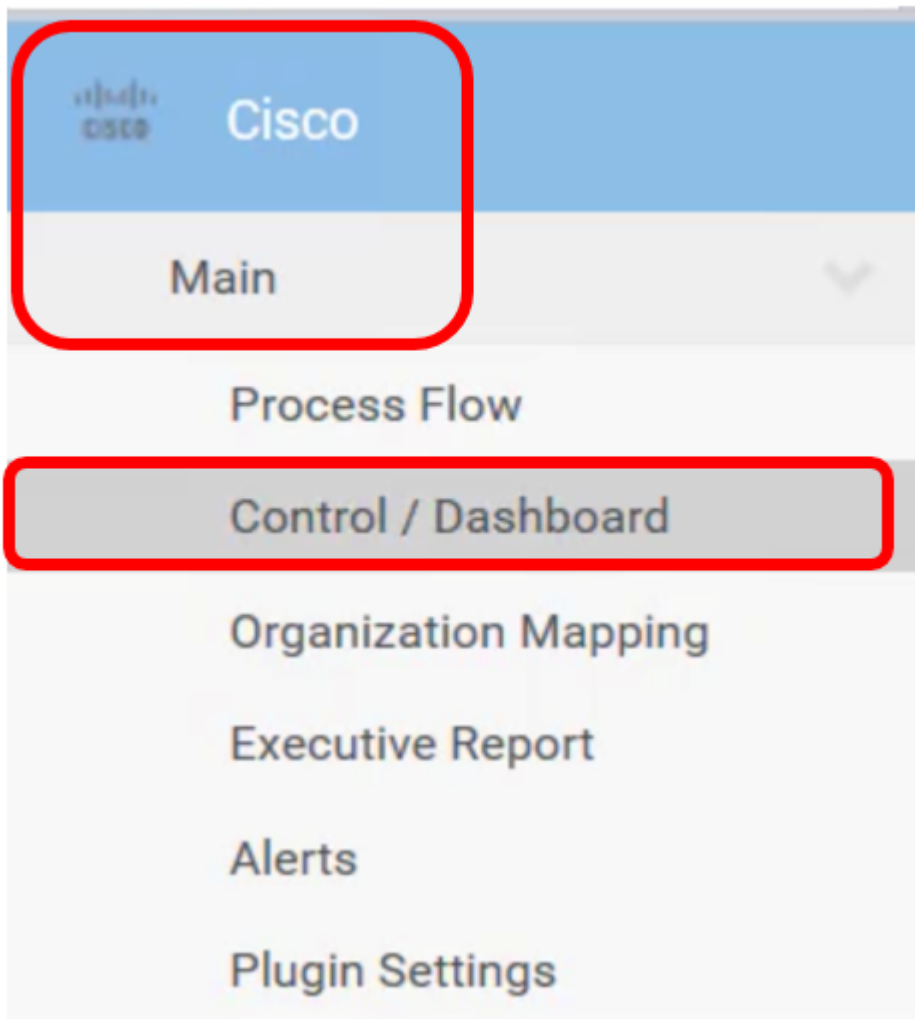 CISCO
Cisco
Main
Process Flow
Control / Dashboard
Organization Mapping
Executive Report
Alerts
Plugin Settings